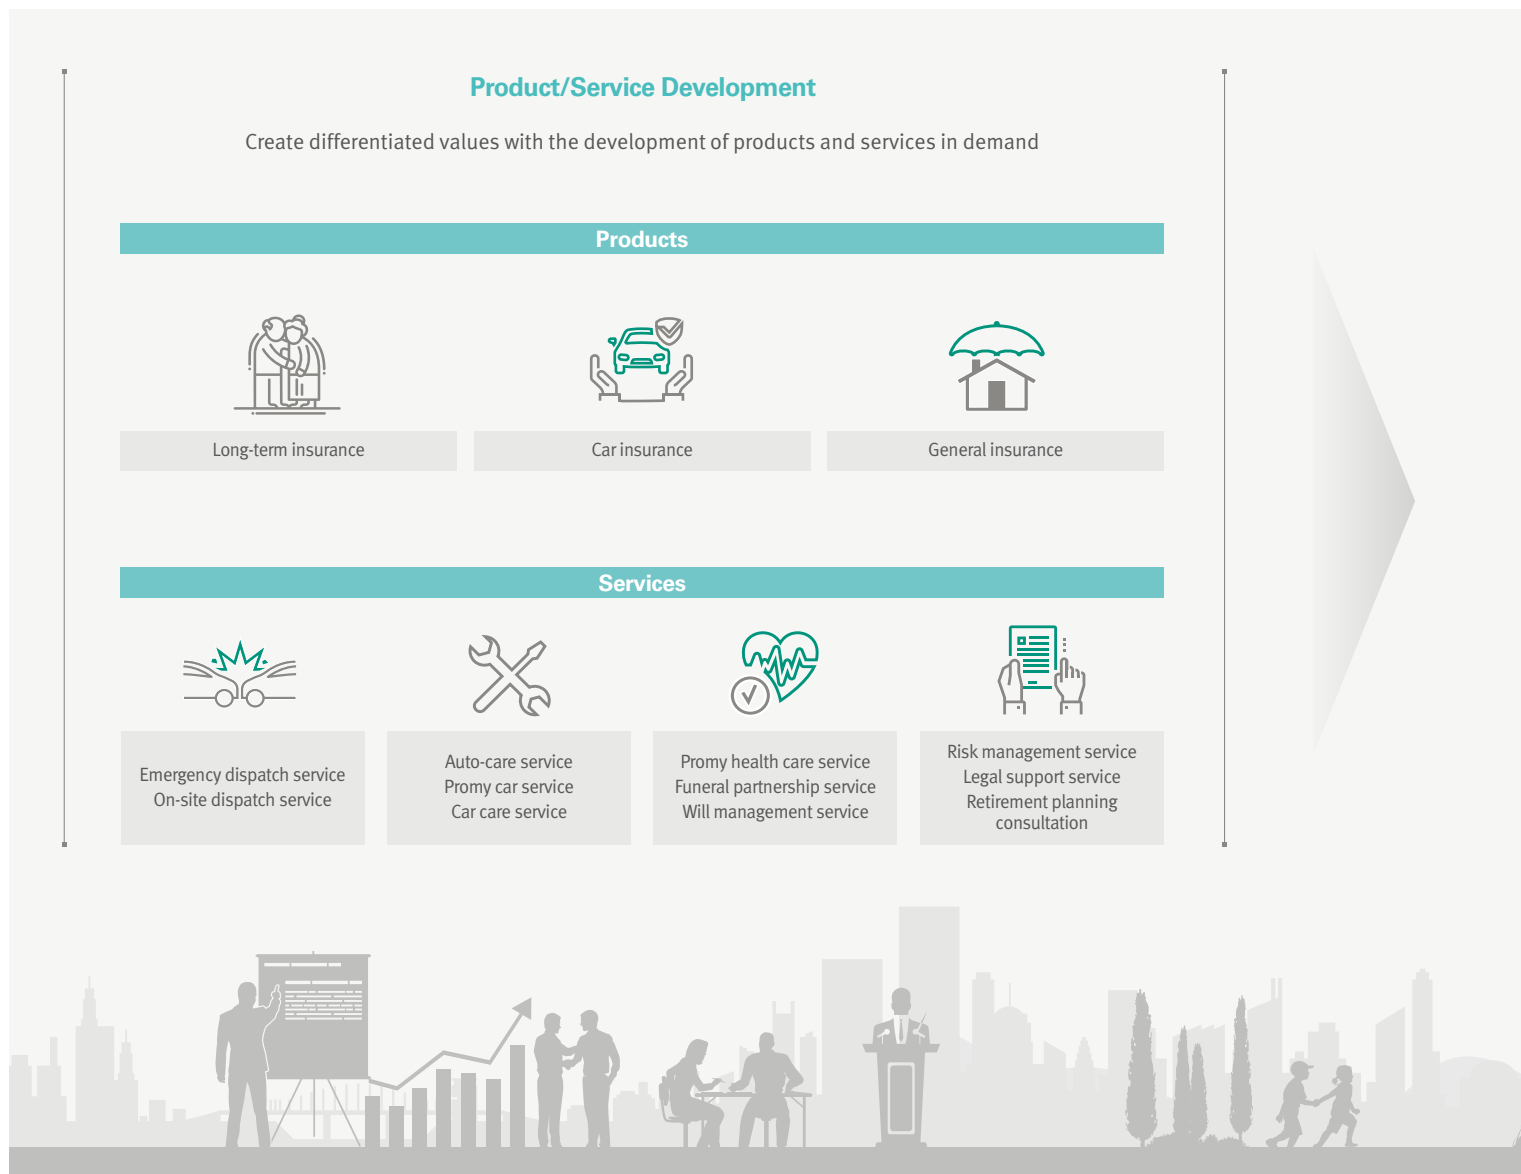 Product/Service Development
Create differentiated values with the development of products and services in demand
Products
Long-term insurance
Car insurance
General insurance
Services
Emergency dispatch service
On-site dispatch service
Auto-care service
Promy car service
Car care service
Promy health care service
Funeral partnership service
Will management service
Risk management service
Legal support service
Retirement planning
consultation